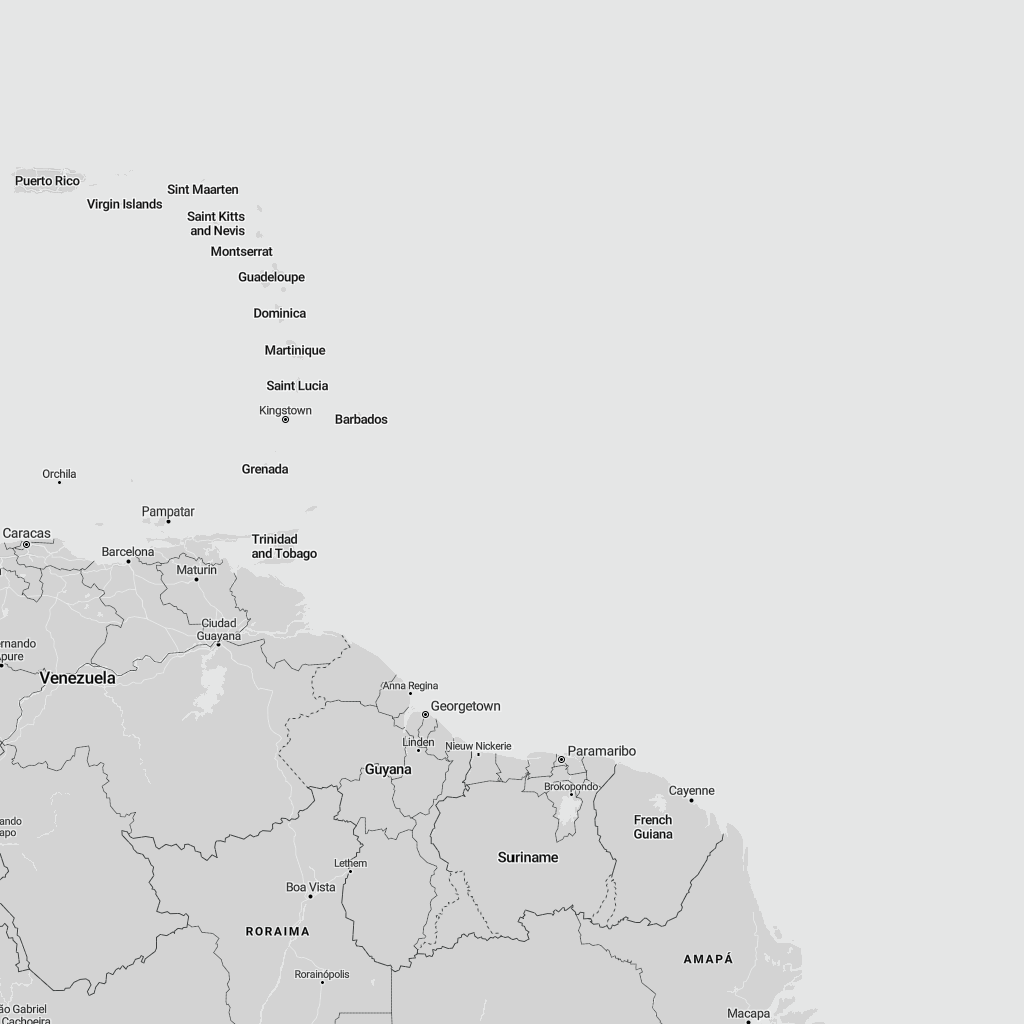 Puerto Rico
Sint Maarten
Virgin Islands
Saint Kitts
and Nevis
Montserrat
Guadeloupe
Dominica
Martinique
Saint Lucia
Kingstown
Barbados
Grenada
Orchila
Pampatar
Caracas
Trinidad
and Tobago
Barcelona
Maturín
Ciudad
Guayana
ernando
Apure
Venezuela
Anna Regina
Georgetown
Linden
Nieuw Nickerie
Paramaribo
Guyana
Brokopondo
Cayenne
French
Guiana
ando
apo
Suriname
Lethem
Boa Vista
RORAIMA
AMAPÁ
Rorainópolis
ão Gabriel
Cachoeira
Macapa